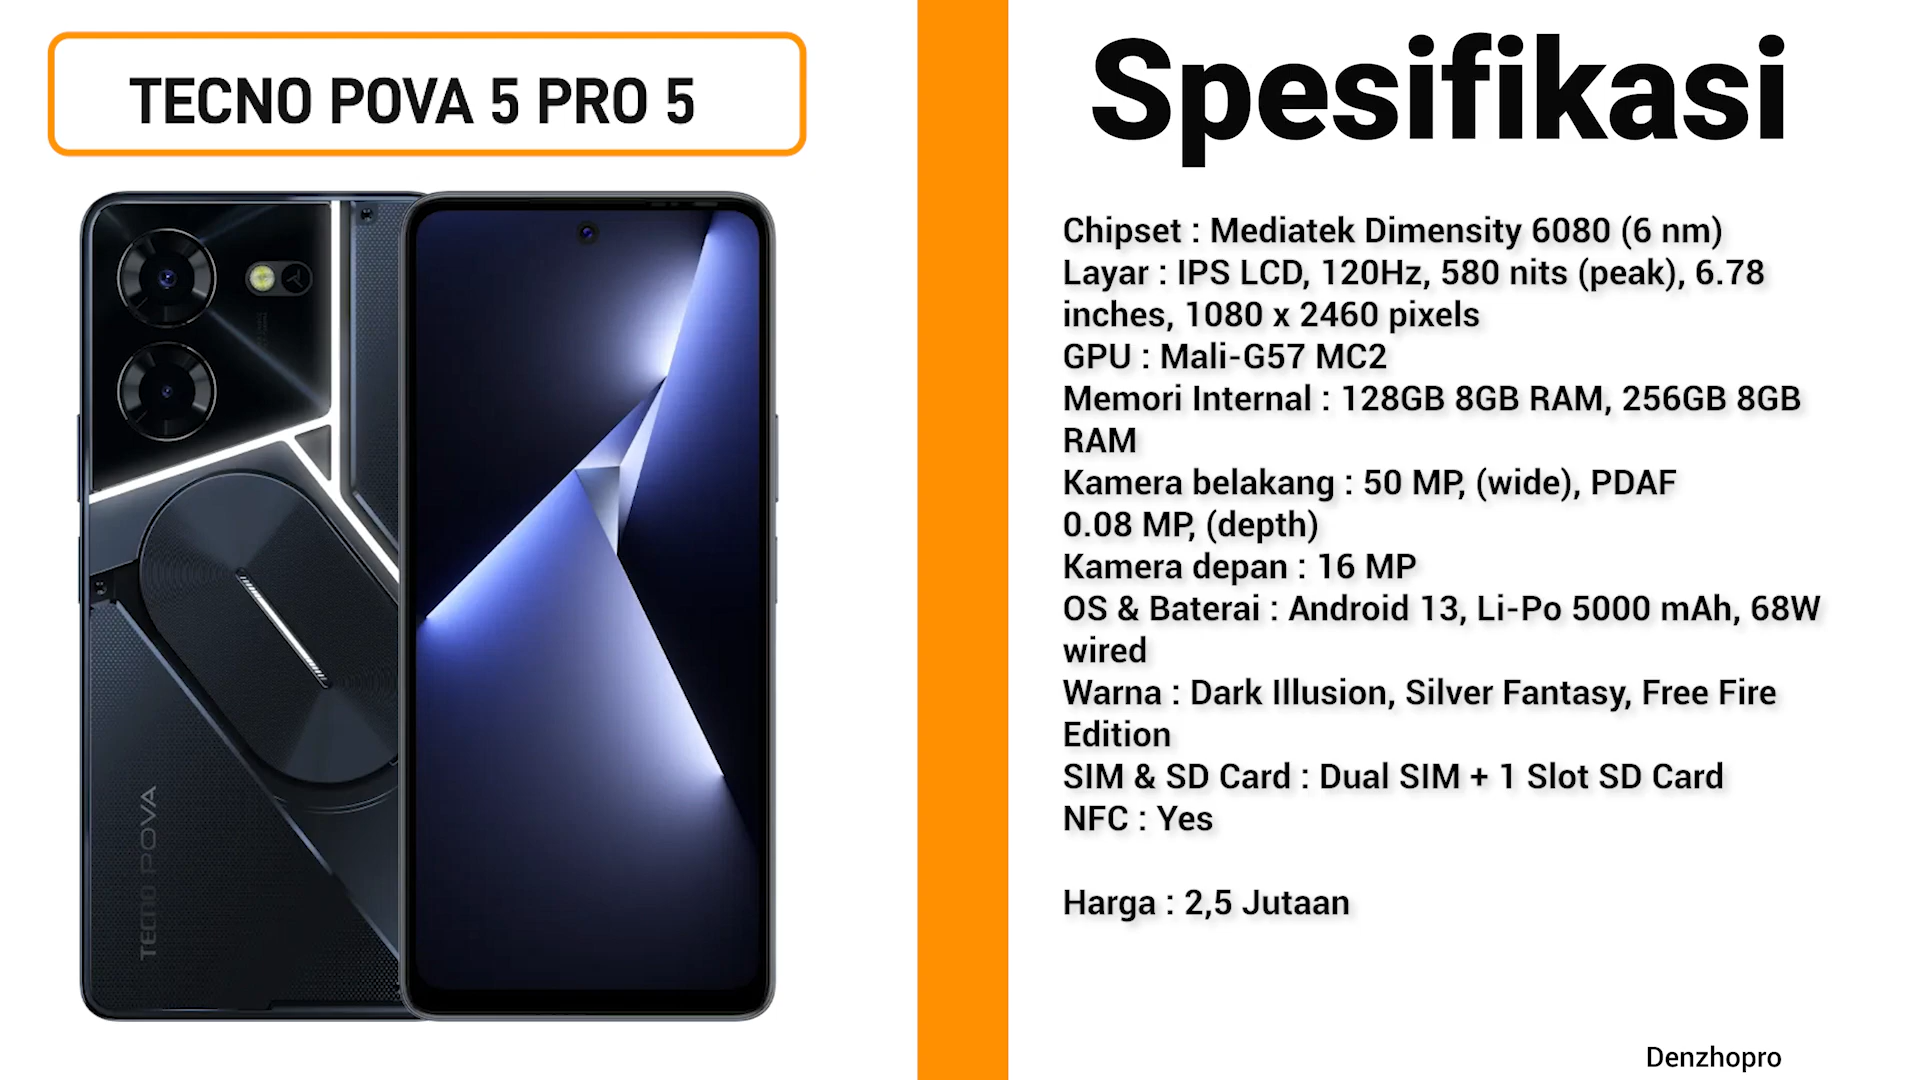 TECNO POVA 5 PRO 5
Spesifikasi
Chipset : Mediatek Dimensity 6080 (6 nm)
Layar : IPS LCD, 120Hz, 580 nits (peak), 6.78
inches, 1080 x 2460 pixels
GPU : Mali-G57 MC2
Memori Internal : 128GB 8GB RAM, 256GB 8GB
RAM
Kamera belakang : 50 MP, (wide), PDAF
0.08 MP, (depth)
Kamera depan : 16 MP
OS & Baterai : Android 13, Li-Po 5000 mAh, 68W
wired
Warna : Dark Illusion, Silver Fantasy, Free Fire
Edition
SIM & SD Card : Dual SIM + 1 Slot SD Card
NFC : Yes
Harga : 2,5 Jutaan
TECNO POVA
Denzhopro